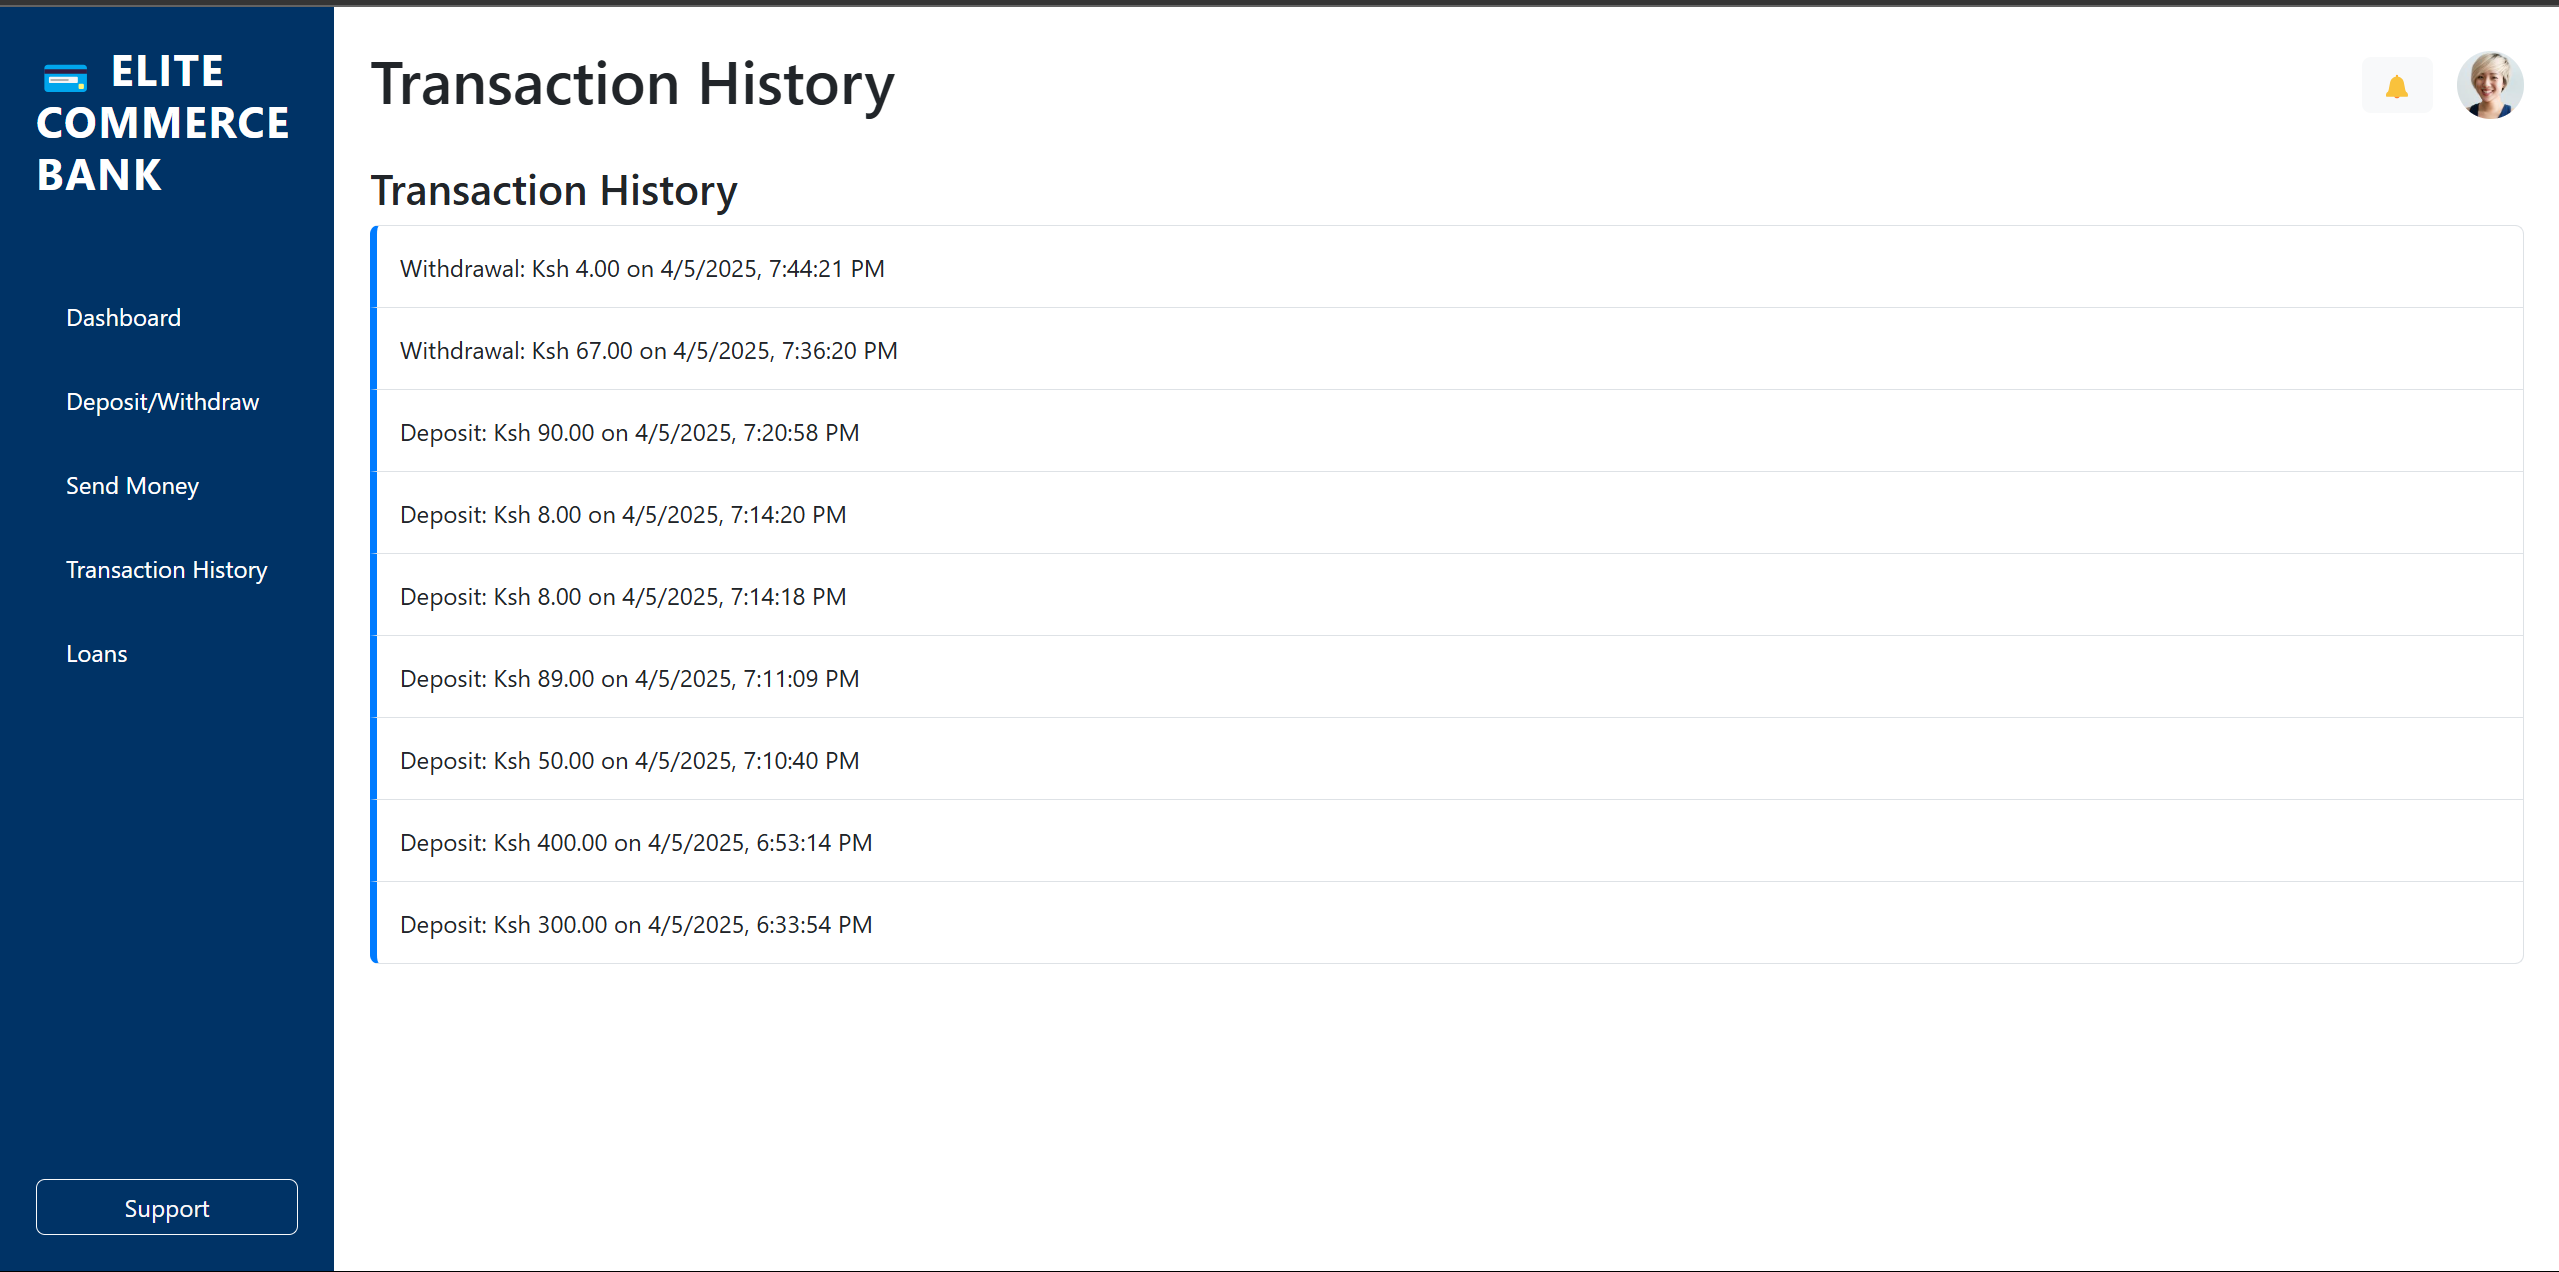 ELITE
COMMERCE
BANK
Dashboard
Deposit/Withdraw
Send Money
Transaction History
Loans
Support
Transaction History
Transaction History
Withdrawal: Ksh 4.00 on 4/5/2025, 7:44:21 PM
Withdrawal: Ksh 67.00 on 4/5/2025, 7:36:20 PM
Deposit: Ksh 90.00 on 4/5/2025, 7:20:58 PM
Deposit: Ksh 8.00 on 4/5/2025, 7:14:20 PM
Deposit: Ksh 8.00 on 4/5/2025, 7:14:18 PM
Deposit: Ksh 89.00 on 4/5/2025, 7:11:09 PM
Deposit: Ksh 50.00 on 4/5/2025, 7:10:40 PM
Deposit: Ksh 400.00 on 4/5/2025, 6:53:14 PM
Deposit: Ksh 300.00 on 4/5/2025, 6:33:54 PM